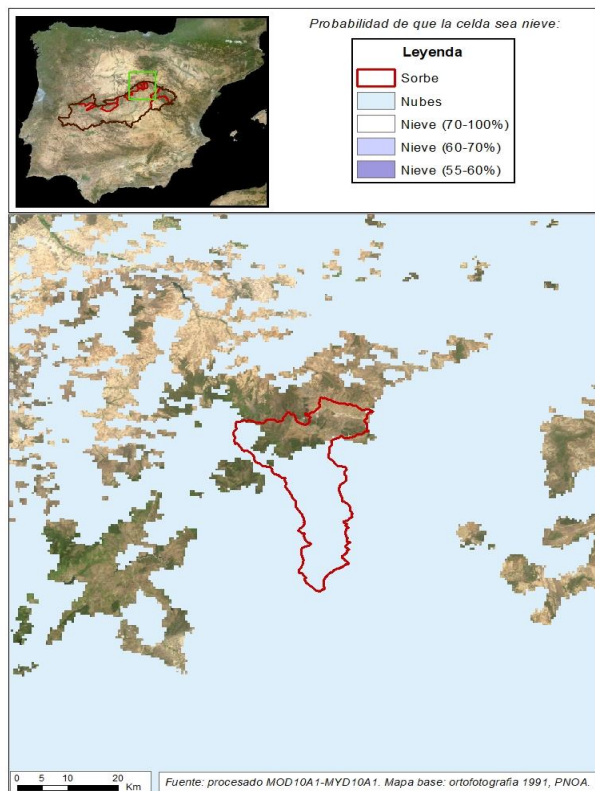 Probabilidad de que la celda sea nieve:
Leyenda
Sorbe
Nubes
Nieve (70-100%)
Nieve (60-70%)
Nieve (55-60%)
0 5 10 20
Km
Fuente: procesado MOD10A1-MYD10A1. Mapa base: ortofotografía 1991, PNOA.